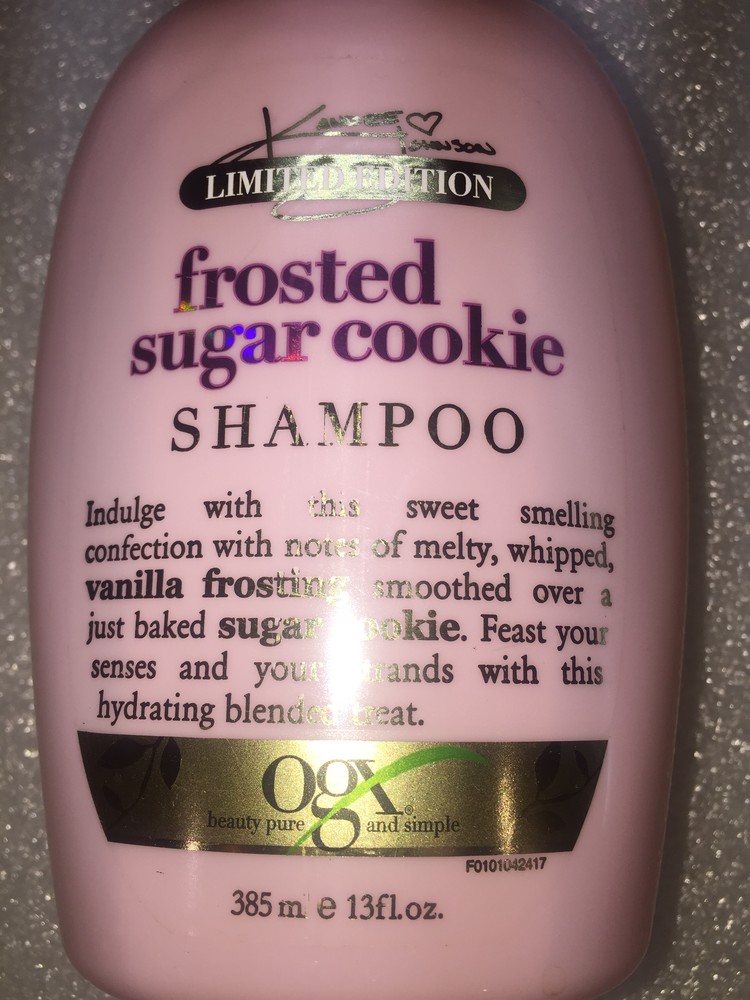 LIMITED EDITION
frosted
sugar cookie
SHAMPOO
Indulge with this sweet smelling
confection with notes of melty, whipped,
vanilla frosting smoothed over a
just baked sugar cookie. Feast your
senses and your strands with this
hydrating blended treat.
ogx®
beauty pure and simple
F0101042417
385 m e 13fl.oz.